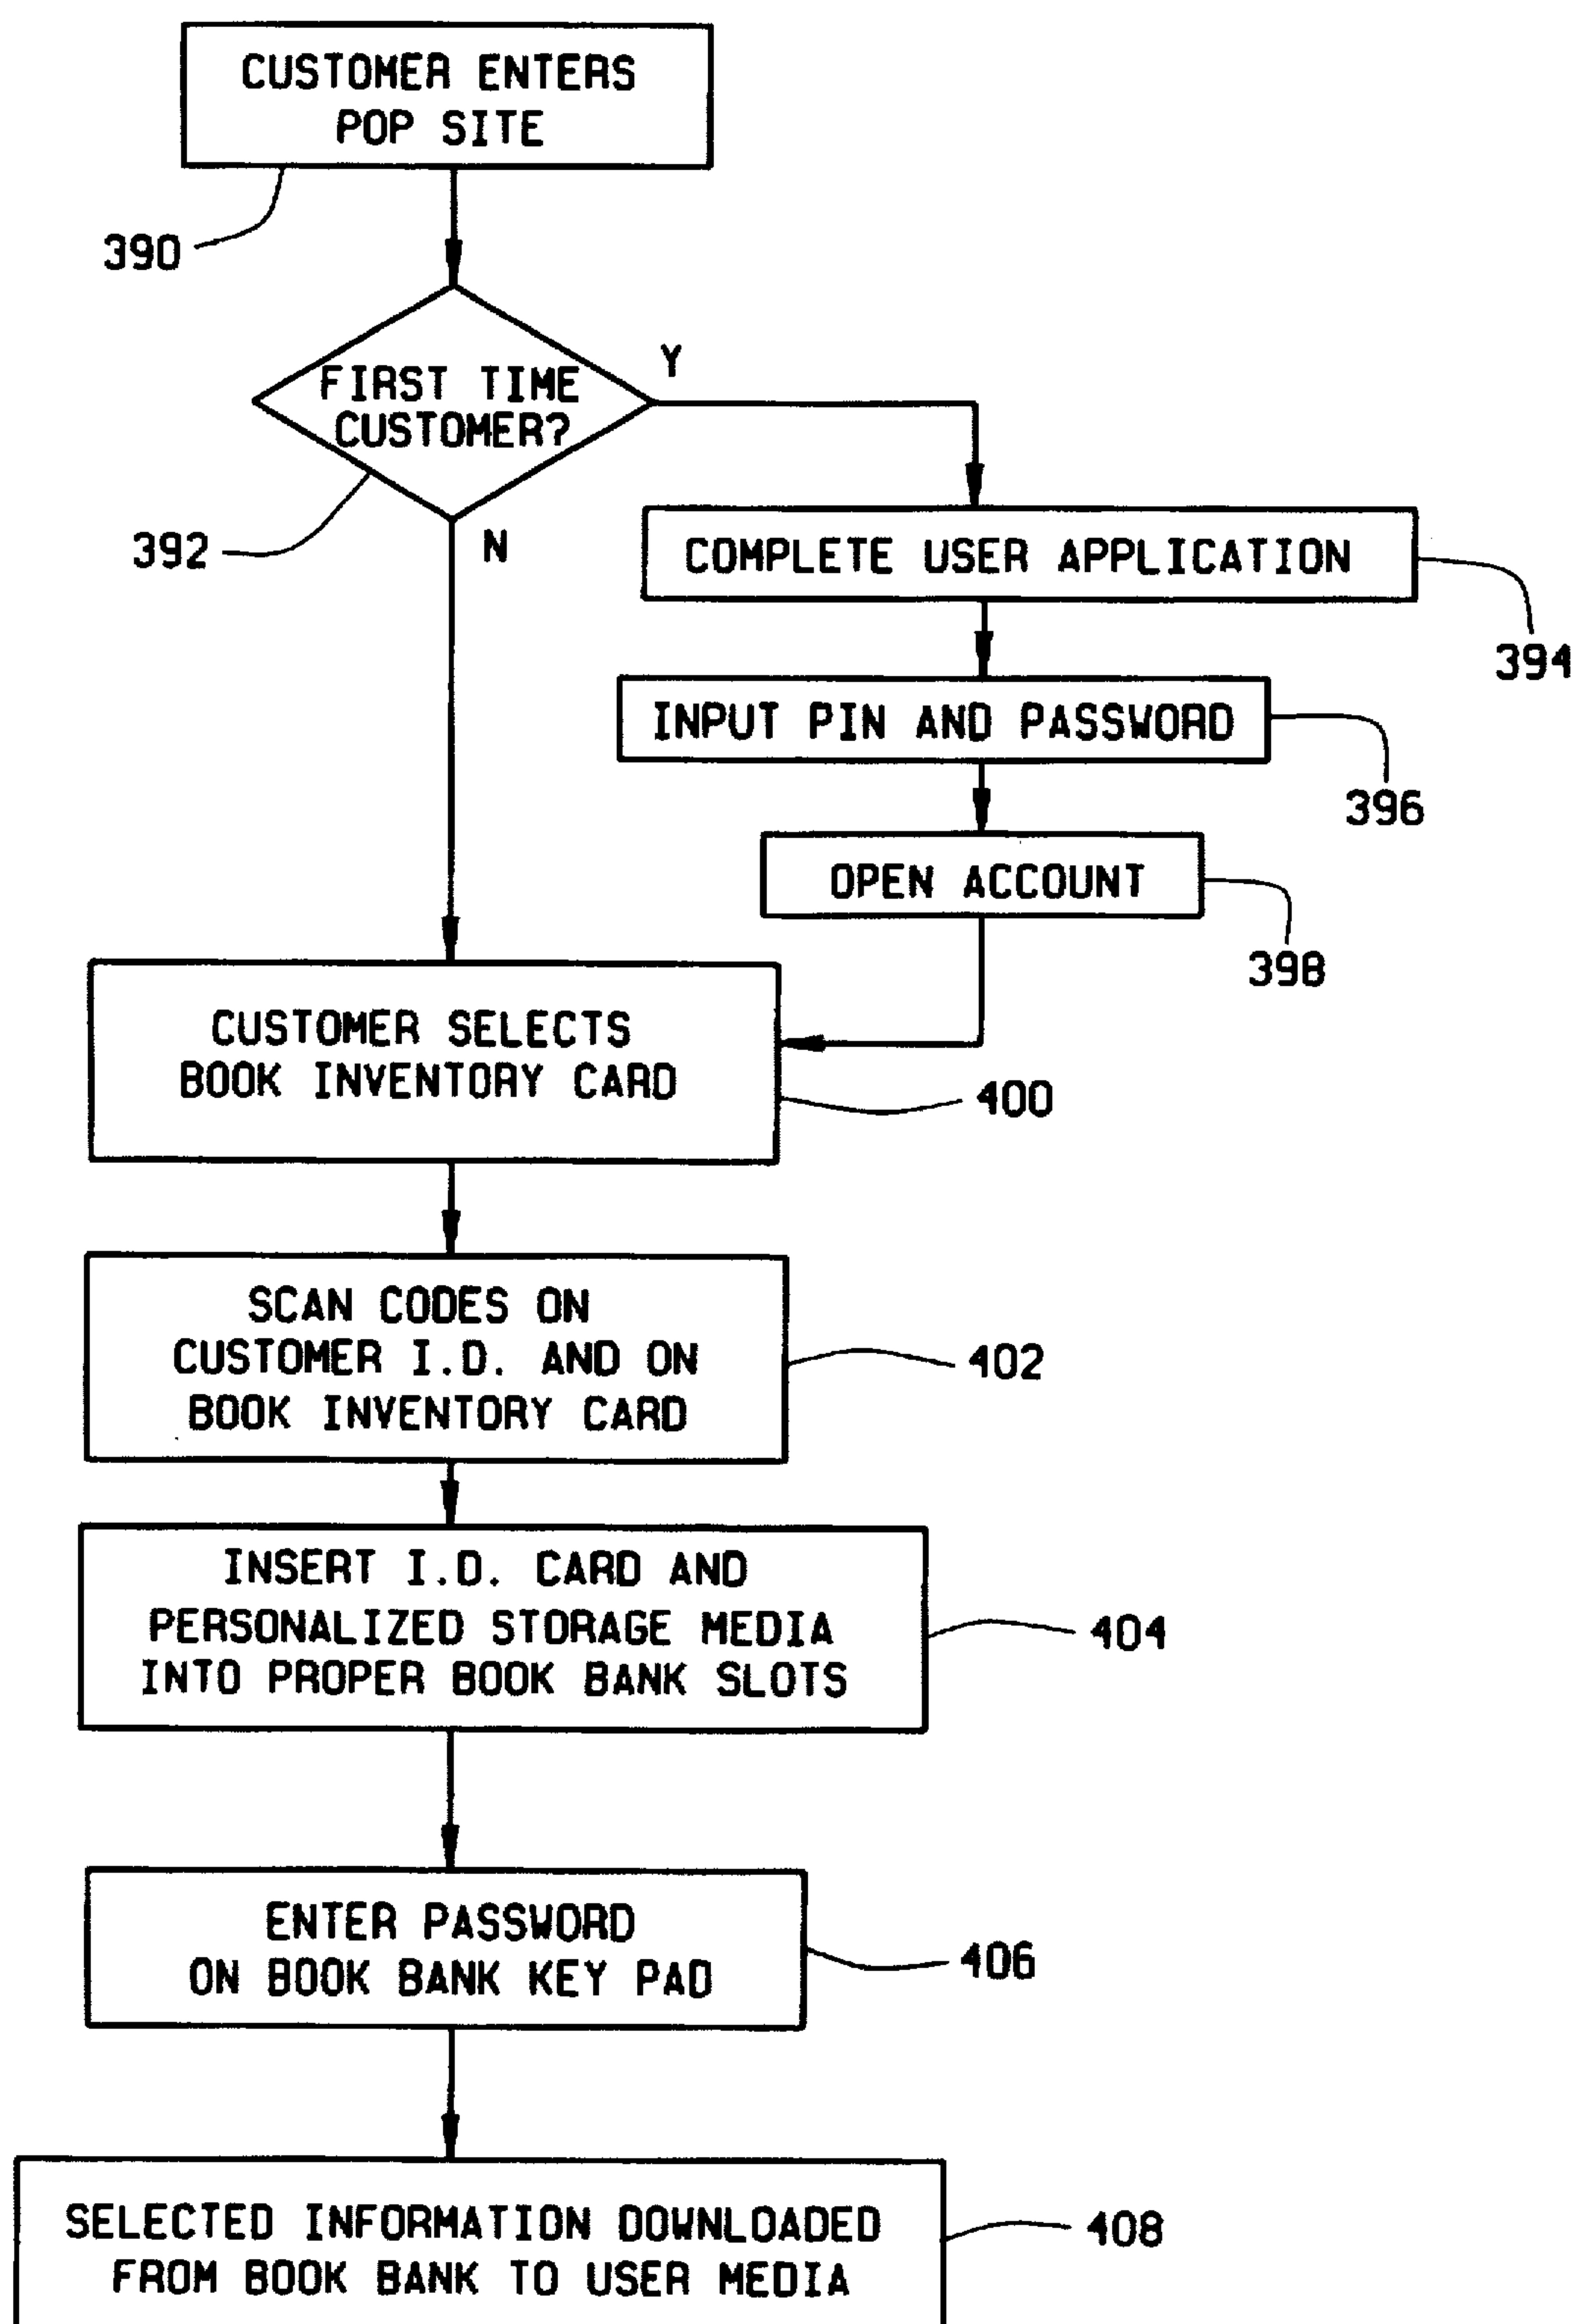 CUSTOMER ENTERS
POP SITE
390
FIRST TIME
CUSTOMER?
Y
392
N
COMPLETE USER APPLICATION
394
INPUT PIN AND PASSWORD
396
OPEN ACCOUNT
398
CUSTOMER SELECTS
BOOK INVENTORY CARD
400
SCAN CODES ON
CUSTOMER I.D. AND ON
BOOK INVENTORY CARD
402
INSERT I.D. CARD AND
PERSONALIZED STORAGE MEDIA
INTO PROPER BOOK BANK SLOTS
404
ENTER PASSWORD
ON BOOK BANK KEY PAD
406
SELECTED INFORMATION DOWNLOADED
FROM BOOK BANK TO USER MEDIA
408